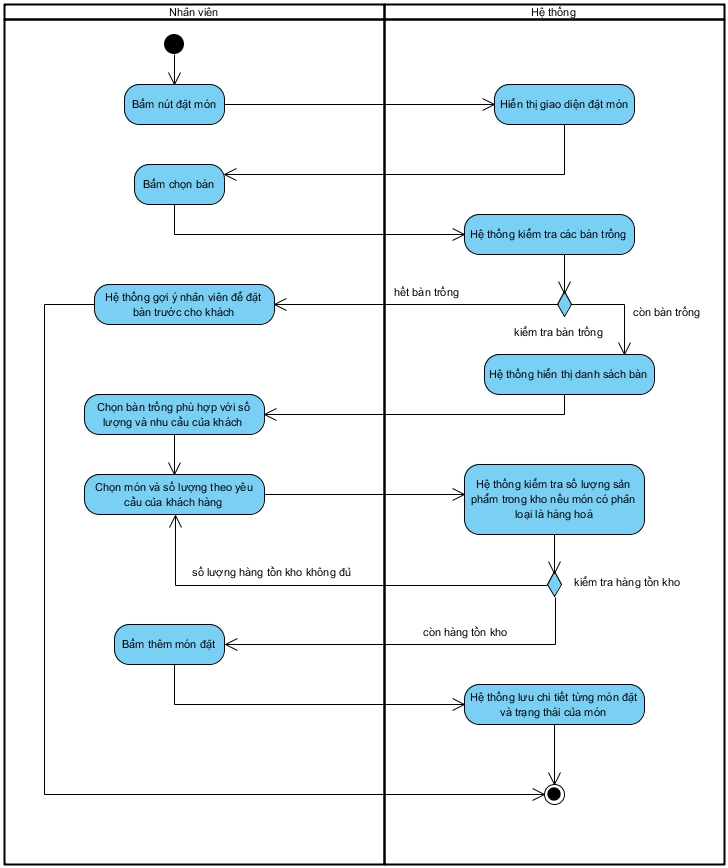 Nhân viên
Hệ thống
Bấm nút đặt món
Hiển thị giao diện đặt món
Bấm chọn bàn
Hệ thống kiểm tra các bàn trống
hết bàn trống
Hệ thống gợi ý nhân viên để đặt
bàn trước cho khách
còn bàn trống
kiểm tra bàn trống
Hệ thống hiển thị danh sách bàn
Chọn bàn trống phù hợp với số
lượng và nhu cầu của khách
Chọn món và số lượng theo yêu
cầu của khách hàng
Hệ thống kiểm tra số lượng sản
phẩm trong kho nếu món có phân
loại là hàng hoá
số lượng hàng tồn kho không đủ
kiểm tra hàng tồn kho
còn hàng tồn kho
Bấm thêm món đặt
Hệ thống lưu chi tiết từng món đặt
và trạng thái của món